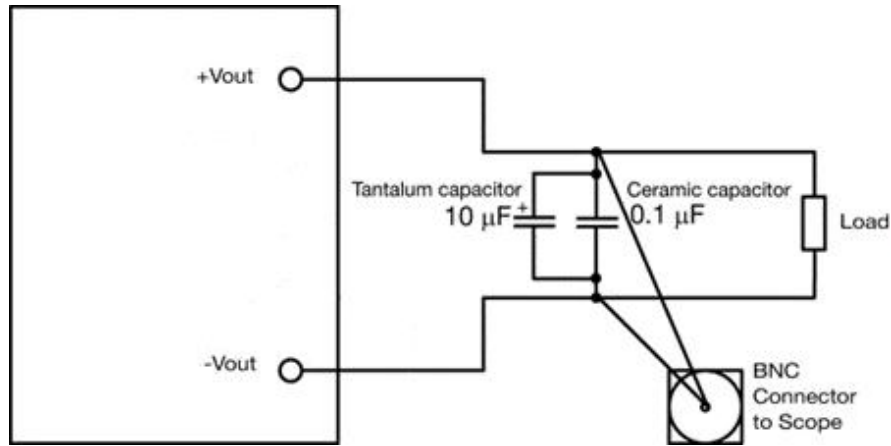 +Vout
Tantalum capacitor
10 μF
+
Ceramic capacitor
0.1 μF
Load
-Vout
BNC
Connector
to Scope